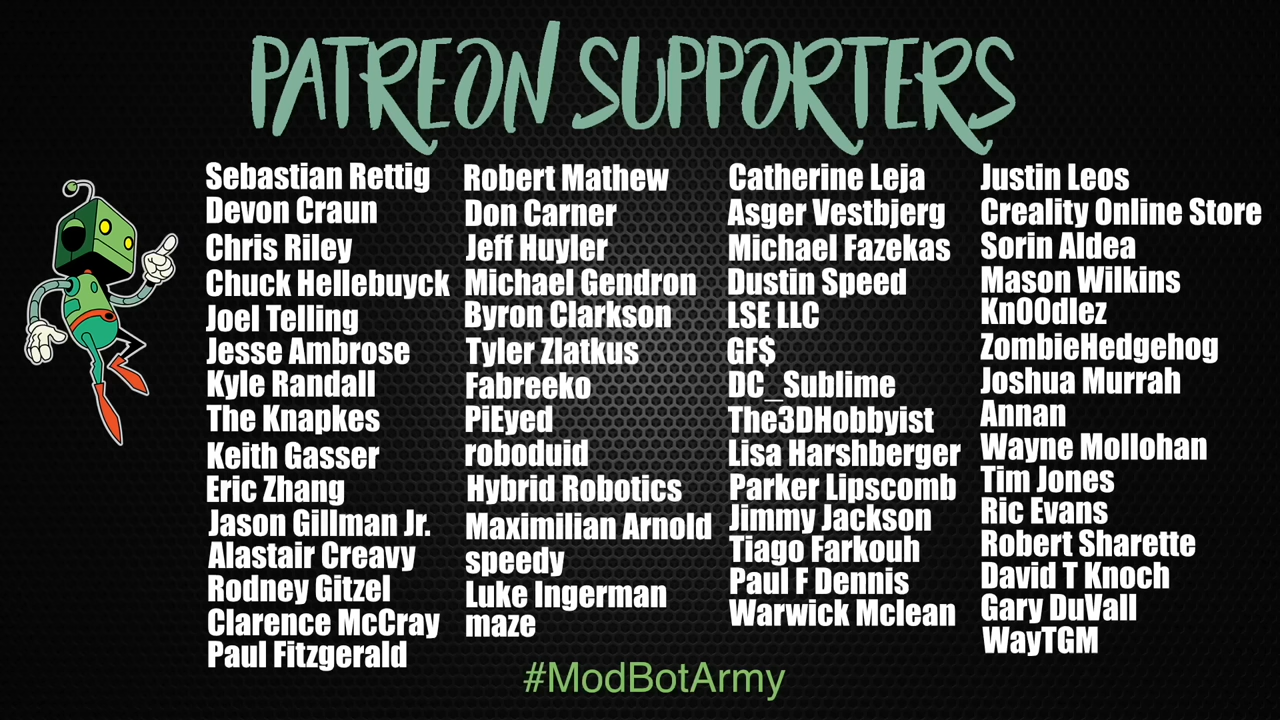 PATREON SUPPORTERS
Sebastian Rettig
Devon Craun
Chris Riley
Chuck Hellebuyck
Joel Telling
Jesse Ambrose
Kyle Randall
The Knapkes
Keith Gasser
Eric Zhang
Jason Gillman Jr.
Alastair Creavy
Rodney Gitzel
Clarence McCray
Paul Fitzgerald
Robert Mathew
Don Carner
Jeff Huyler
Michael Gendron
Byron Clarkson
Tyler Zlatkus
Fabreeko
PiEyed
roboduid
Hybrid Robotics
Maximilian Arnold
speedy
Luke Ingerman
maze
Catherine Leja
Asger Vestbjerg
Michael Fazekas
Dustin Speed
LSE LLC
GF$
DC_Sublime
The3DHobbyist
Lisa Harshberger
Parker Lipscomb
Jimmy Jackson
Tiago Farkouh
Paul F Dennis
Warwick Mclean
Justin Leos
Creality Online Store
Sorin Aldea
Mason Wilkins
Kn00dlez
ZombieHedgehog
Joshua Murrah
Annan
Wayne Mollohan
Tim Jones
Ric Evans
Robert Sharette
David T Knoch
Gary DuVall
WayTGM
#ModBotArmy